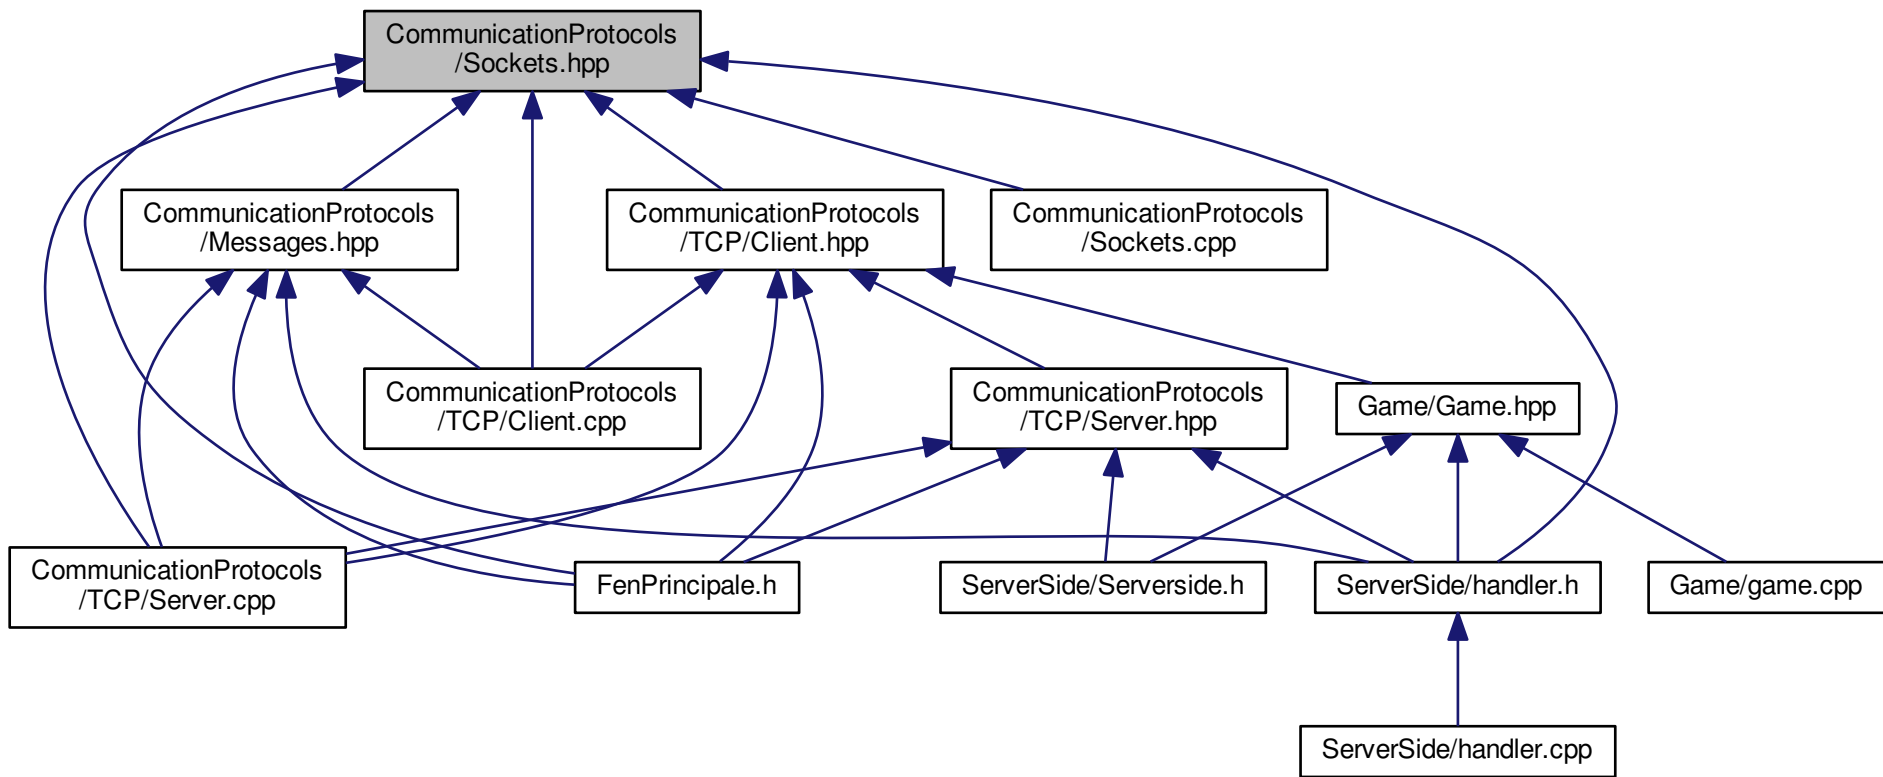 CommunicationProtocols
/Sockets.hpp
CommunicationProtocols
/Messages.hpp
CommunicationProtocols
/TCP/Client.hpp
CommunicationProtocols
/Sockets.cpp
CommunicationProtocols
/TCP/Client.cpp
CommunicationProtocols
/TCP/Server.hpp
Game/Game.hpp
CommunicationProtocols
/TCP/Server.cpp
FenPrincipale.h
ServerSide/Serverside.h
ServerSide/handler.h
Game/game.cpp
ServerSide/handler.cpp